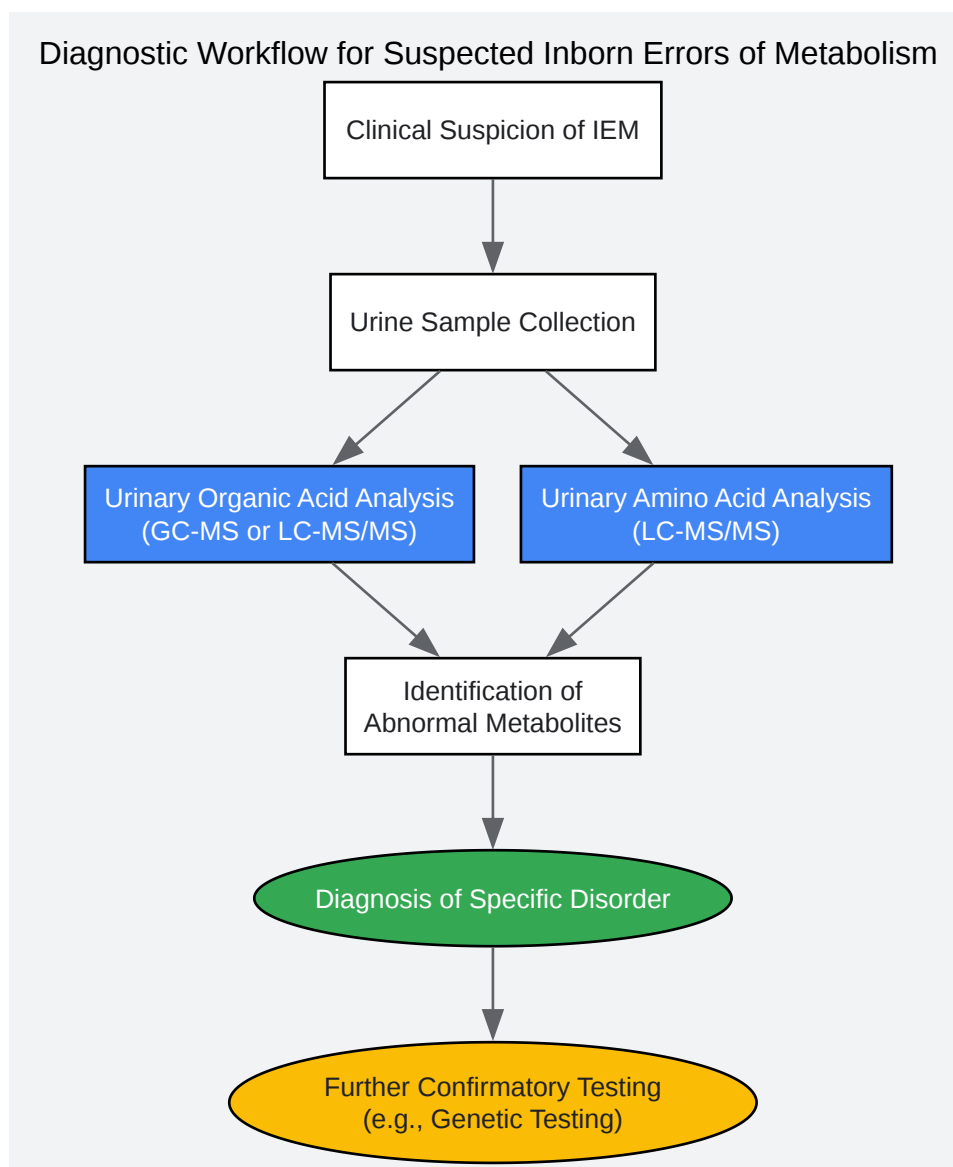 Diagnostic Workflow for Suspected Inborn Errors of Metabolism
Clinical Suspicion of IEM
Urine Sample Collection
Urinary Organic Acid Analysis
(GC-MS or LC-MS/MS)
Urinary Amino Acid Analysis
(LC-MS/MS)
Identification of
Abnormal Metabolites
Diagnosis of Specific Disorder
Further Confirmatory Testing
(e.g., Genetic Testing)